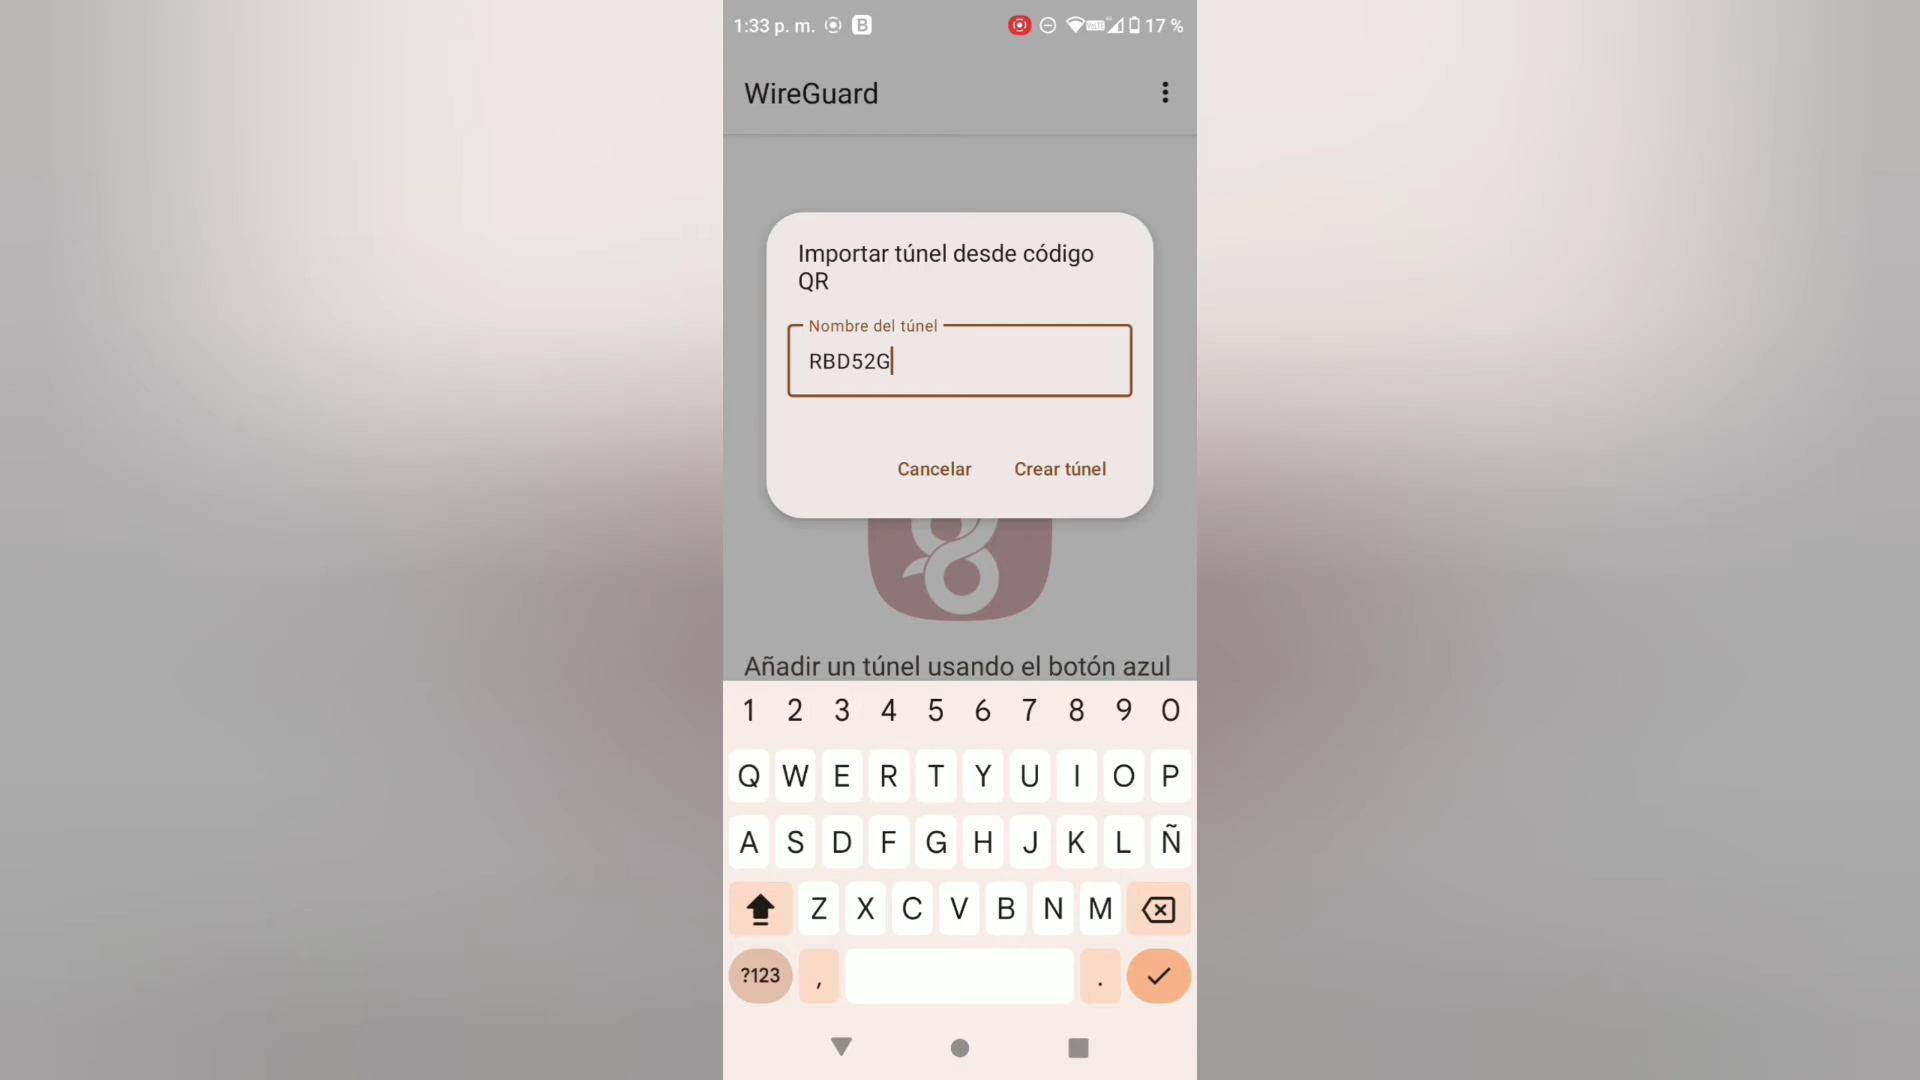 1:33 p. m. B 17 %
WireGuard
Importar túnel desde código
QR
Nombre del túnel
RBD52G
Cancelar Crear túnel
Añadir un túnel usando el botón azul
1 2 3 4 5 6 7 8 9 0
Q W E R T Y U I O P
A S D F G H J K L Ñ
Z X C V B N M
?123 , .